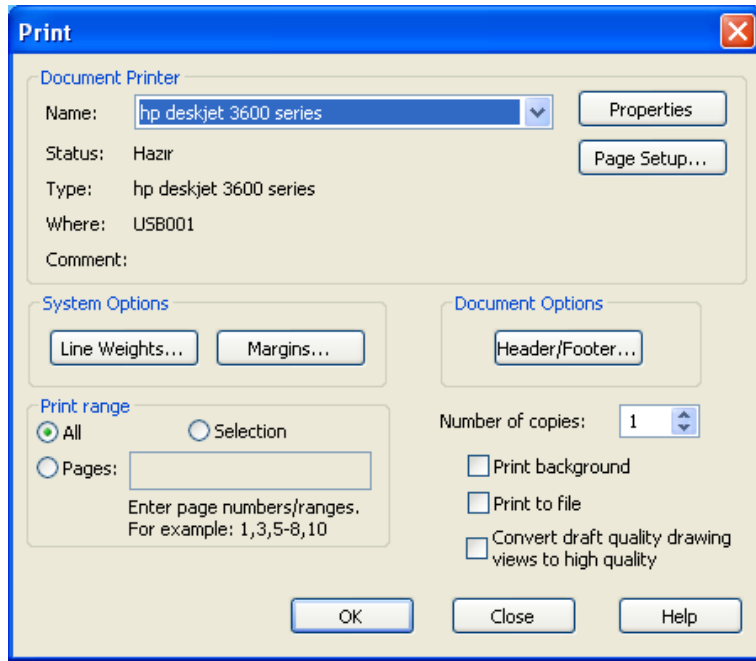 Print
Document Printer
Name: hp deskjet 3600 series Properties
Status: Hazır Page Setup...
Type: hp deskjet 3600 series
Where: USB001
Comment:
System Options
Line Weights... Margins...
Document Options
Header/Footer...
Print range
All Selection
Pages:
Enter page numbers/ranges.
For example: 1,3,5-8,10
Number of copies: 1
Print background
Print to file
Convert draft quality drawing
views to high quality
OK Close Help